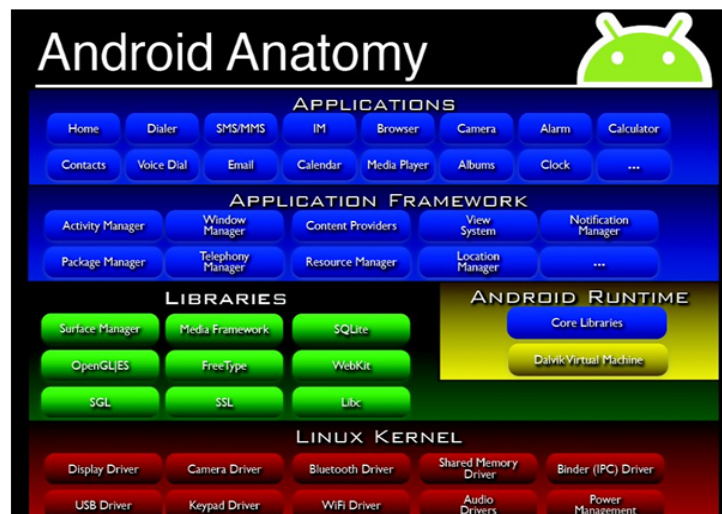 Android Anatomy
APPLICATIONS
Home Dialer SMS/MMS IM Browser Camera Alarm Calculator
Contacts Voice Dial Email Calendar Media Player Albums Clock ...
APPLICATION FRAMEWORK
Activity Manager Window Manager Content Providers View System Notification Manager
Package Manager Telephony Manager Resource Manager Location Manager ...
LIBRARIES
Surface Manager Media Framework SQLite
OpenGL|ES FreeType WebKit
SGL SSL Libc
ANDROID RUNTIME
Core Libraries
Dalvik Virtual Machine
LINUX KERNEL
Display Driver Camera Driver Bluetooth Driver Shared Memory Driver Binder (IPC) Driver
USB Driver Keypad Driver WiFi Driver Audio Drivers Power Management